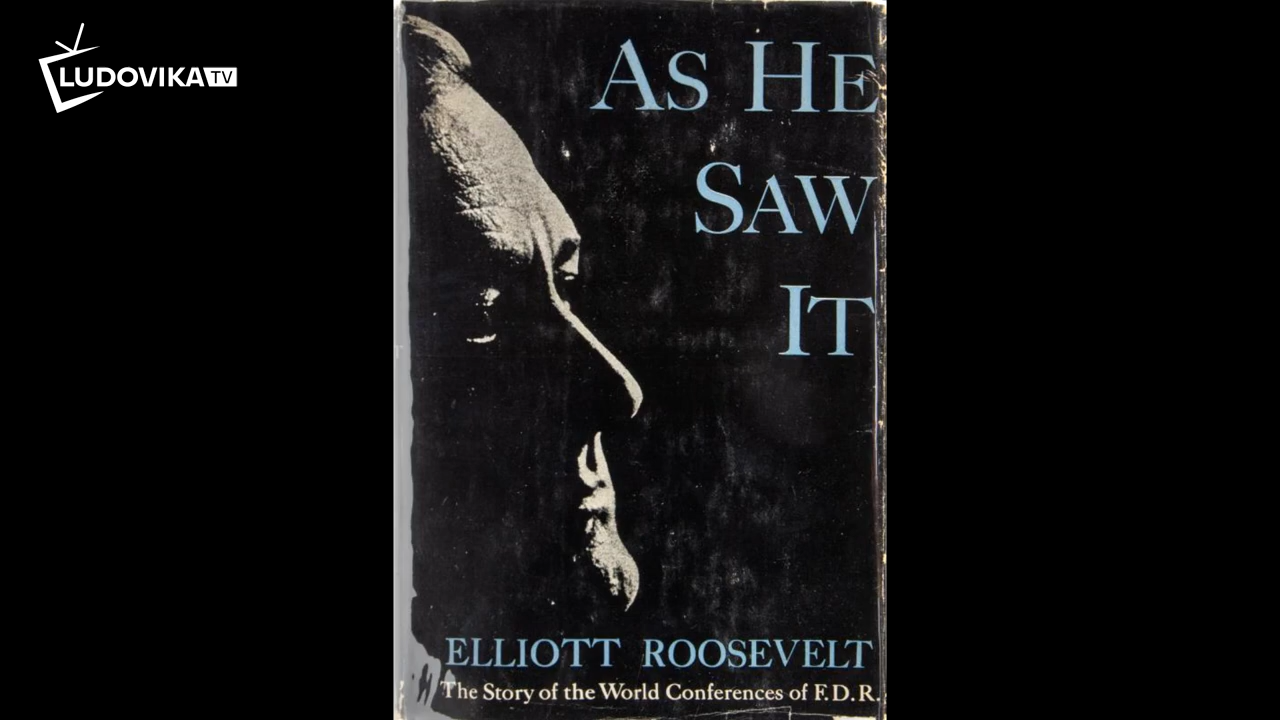 LUDOVIKA TV
AS HE
SAW
IT
ELLIOTT ROOSEVELT
The Story of the World Conferences of F.D.R.